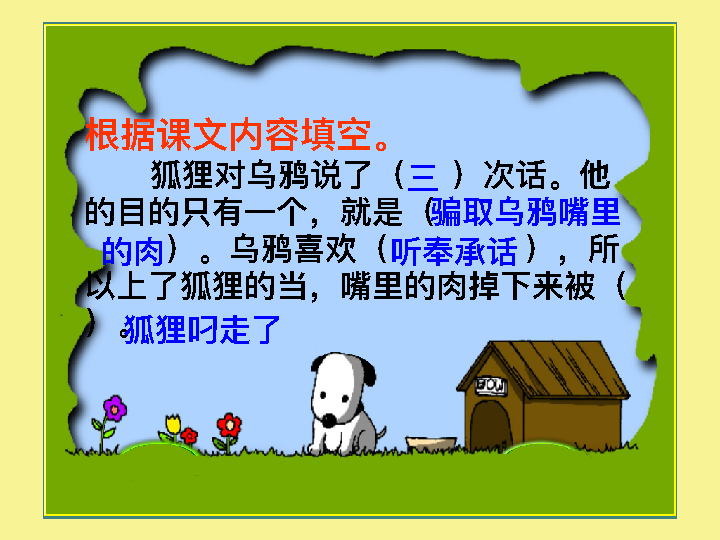 根据课文内容填空。
狐狸对乌鸦说了（三）次话。他
的目的只有一个，就是（骗取乌鸦嘴里
的肉）。乌鸦喜欢（听奉承话），所
以上了狐狸的当，嘴里的肉掉下来被（
）。狐狸叼走了